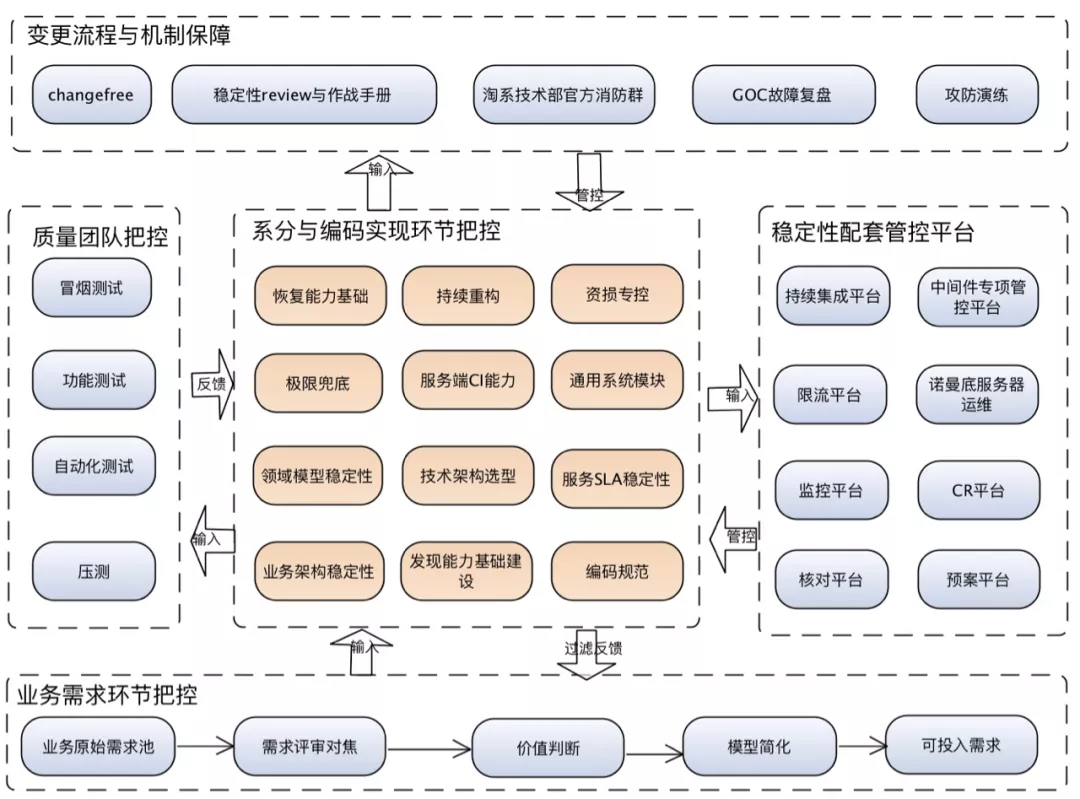 变更流程与机制保障
changefree
稳定性review与作战手册
淘系技术部官方消防群
GOC故障复盘
攻防演练
输入
管控
质量团队把控
冒烟测试
功能测试
自动化测试
压测
反馈
输入
系分与编码实现环节把控
恢复能力基础
持续重构
资损专控
极限兜底
服务端CI能力
通用系统模块
领域模型稳定性
技术架构选型
服务SLA稳定性
业务架构稳定性
发现能力基础建
设
编码规范
输入
管控
稳定性配套管控平台
持续集成平台
中间件专项管
控平台
限流平台
诺曼底服务器
运维
监控平台
CR平台
核对平台
预案平台
输入
过滤反馈
业务需求环节把控
业务原始需求池
需求评审对焦
价值判断
模型简化
可投入需求